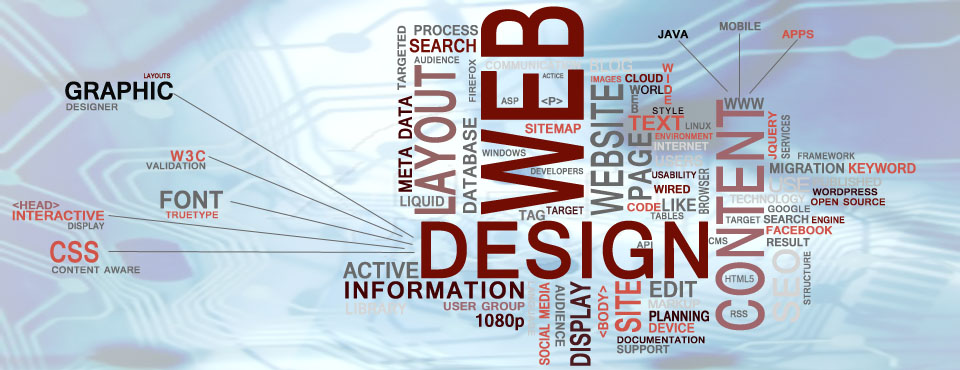 LAYOUTS
GRAPHIC
DESIGNER
W3C
VALIDATION
FONT
TRUETYPE
<HEAD>
INTERACTIVE
DISPLAY
CSS
CONTENT AWARE
TARGETED
PROCESS
SEARCH
AUDIENCE
META DATA
LAYOUT
LIQUID
FIREFOX
DATABASE
WEB
COMMUNICATION
BLOG
ACTICE
ASP
<P>
SITEMAP
WINDOWS
DEVELOPERS
TAG
TARGET
IMAGES
CLOUD
WORLD
WIDE
WEB
STYLE
WEBSITE
TEXT
LINUX
ENVIRONMENT
INTERNET
PAGE
USERS
USABILITY
WIRED
CODE
LIKE
TABLES
BROWSER
JAVA
MOBILE
APPS
WWW
CONTENT
HTML5
RSS
JQUERY
SERVICES
FRAMEWORK
MIGRATION
KEYWORD
USE
PUBLISHED
TECHNOLOGY
WORDPRESS
OPEN SOURCE
GOOGLE
TARGET
SEARCH
ENGINE
FACEBOOK
RESULT
SEO
STRUCTURE
DESIGN
API
CMS
ACTIVE
INFORMATION
LIBRARY
USER GROUP
1080p
SOCIAL MEDIA
AUDIENCE
DISPLAY
<BODY>
SITE
EDIT
MARKUP
PLANNING
DEVICE
DOCUMENTATION
SUPPORT